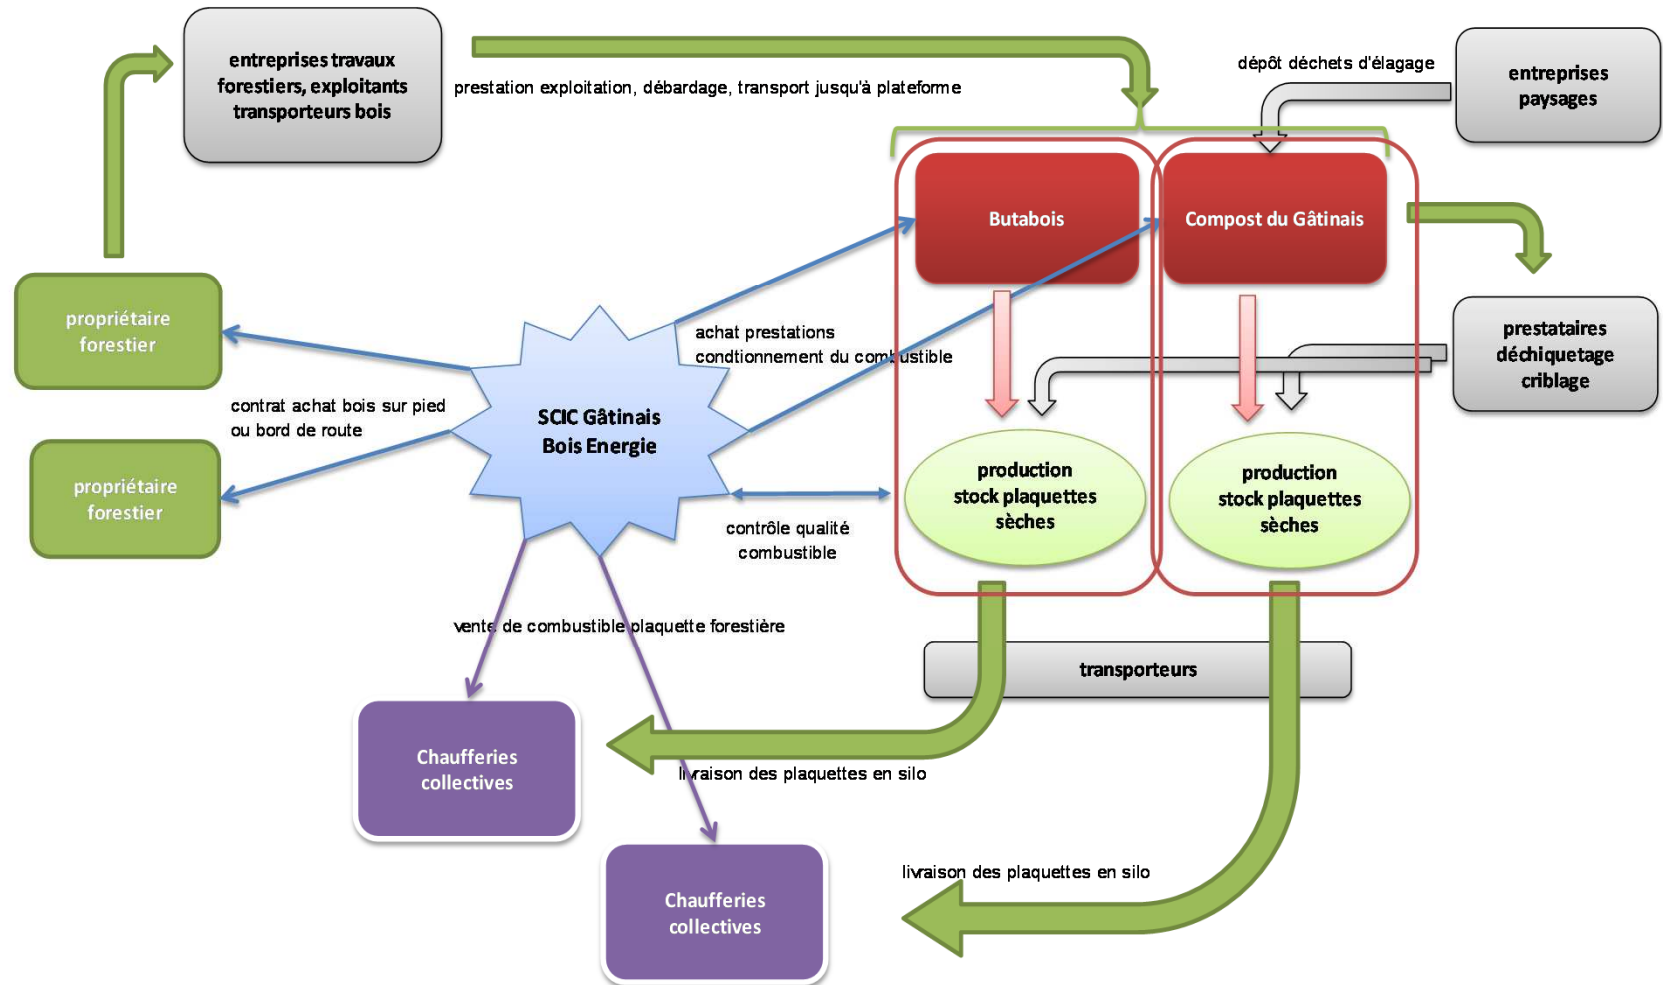 entreprises travaux
forestiers, exploitants
transporteurs bois
prestation exploitation, débardage, transport jusqu'à plateforme
dépôt déchets d'élagage
entreprises
paysages
Butabois
Compost du Gâtinais
propriétaire
forestier
achat prestations
condtionnement du combustible
prestataires
déchiquetage
criblage
contrat achat bois sur pied
ou bord de route
SCIC Gâtinais
Bois Energie
propriétaire
forestier
production
stock plaquettes
sèches
production
stock plaquettes
sèches
contrôle qualité
combustible
vente de combustible plaquette forestière
transporteurs
Chaufferies
collectives
livraison des plaquettes en silo
livraison des plaquettes en silo
Chaufferies
collectives